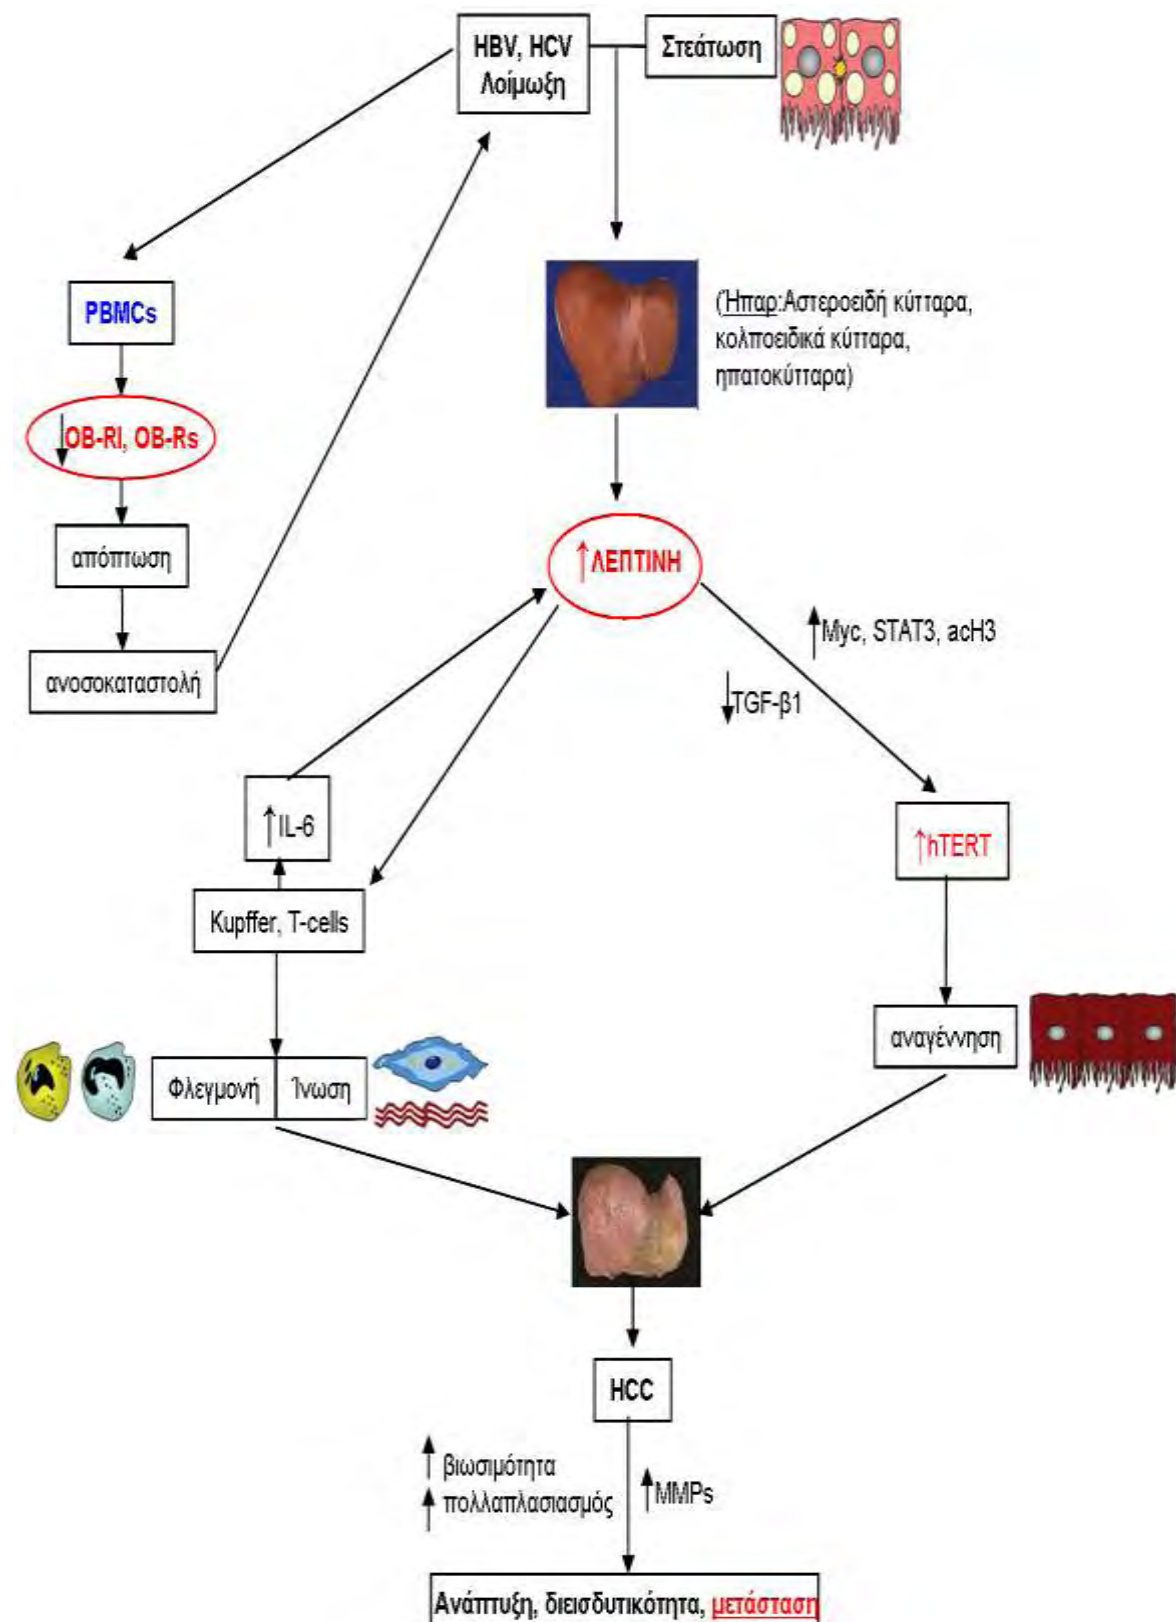 HBV, HCV
Λοίμωξη
Στεάτωση
PBMCs
(Ήπαρ:Αστεροειδή κύτταρα,
κολποειδικά κύτταρα,
ηπατοκύτταρα)
↓OB-Rl, OB-Rs
απόπτωση
↑ΛΕΠΤΙΝΗ
ανοσοκαταστολή
↑Myc, STAT3, acH3
↓TGF-β1
↑IL-6
↑hTERT
Kupffer, T-cells
αναγέννηση
Φλεγμονή
Ίνωση
HCC
↑ βιωσιμότητα
↑ πολλαπλασιασμός
↑MMPs
Ανάπτυξη, διεισδυτικότητα, μετάσταση